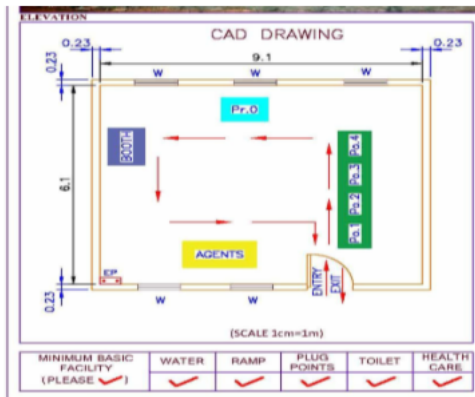 ELEVATION
CAD DRAWING
0.23
9.1
0.23
W
W
W
0.23
Pr.O
BOOTH
6.1
Po.1 Po.2 Po.3 Po.4
AGENTS
EP
ENTRY
EXIT
0.23
W
W
(SCALE 1cm=1m)
MINIMUM BASIC FACILITY (PLEASE ✓)
WATER
RAMP
PLUG POINTS
TOILET
HEALTH CARE
✓ ✓ ✓ ✓ ✓